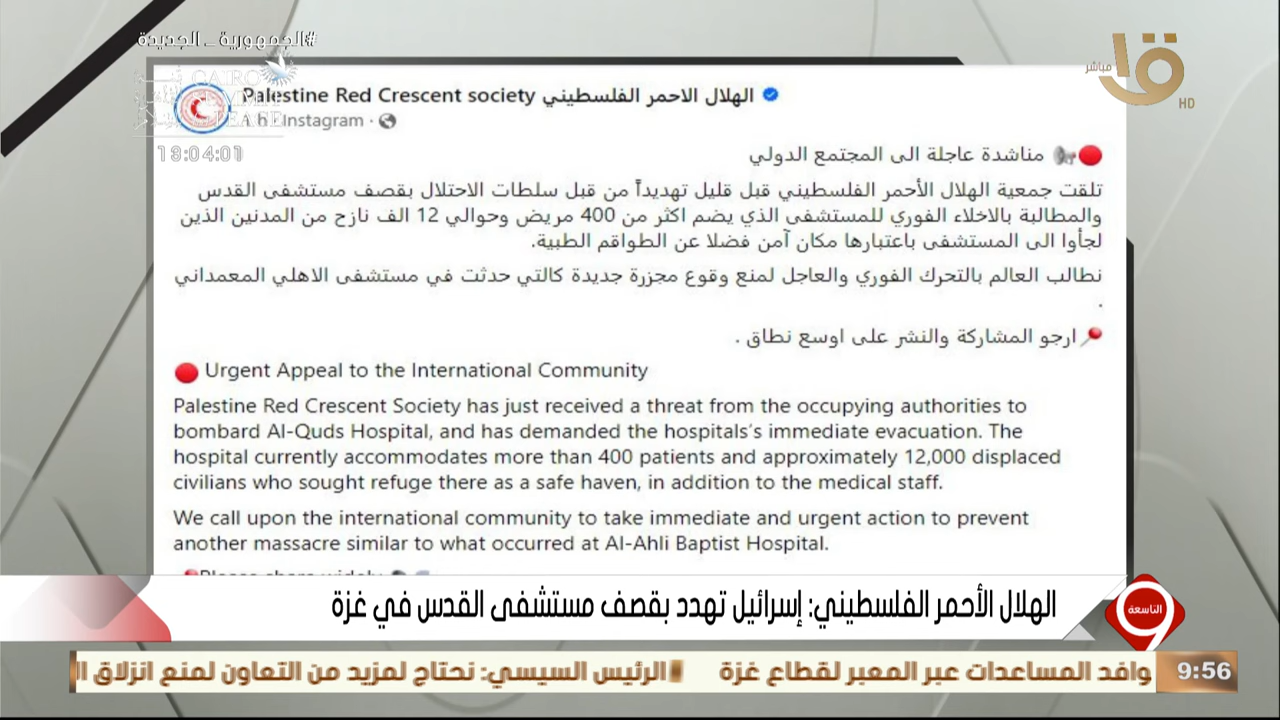 #الجمهورية_الجديدة
CAIRO
PEACE
13:04:01
مباشر
HD
Palestine Red Crescent society الهلال الاحمر الفلسطيني
Instagram ·
مناشدة عاجلة الى المجتمع الدولي
تلقت جمعية الهلال الأحمر الفلسطيني قبل قليل تهديداً من قبل سلطات الاحتلال بقصف مستشفى القدس
والمطالبة بالاخلاء الفوري للمستشفى الذي يضم اكثر من 400 مريض وحوالي 12 الف نازح من المدنين الذين
لجأوا الى المستشفى باعتبارها مكان آمن فضلا عن الطواقم الطبية.
نطالب العالم بالتحرك الفوري والعاجل لمنع وقوع مجزرة جديدة كالتي حدثت في مستشفى الاهلي المعمداني
.
ارجو المشاركة والنشر على اوسع نطاق .
Urgent Appeal to the International Community
Palestine Red Crescent Society has just received a threat from the occupying authorities to
bombard Al-Quds Hospital, and has demanded the hospitals's immediate evacuation. The
hospital currently accommodates more than 400 patients and approximately 12,000 displaced
civilians who sought refuge there as a safe haven, in addition to the medical staff.
We call upon the international community to take immediate and urgent action to prevent
another massacre similar to what occurred at Al-Ahli Baptist Hospital.
Please share widely
الهلال الأحمر الفلسطيني: إسرائيل تهدد بقصف مستشفى القدس في غزة
التاسعة
9:56
وافد المساعدات عبر المعبر لقطاع غزة
الرئيس السيسي: نحتاج لمزيد من التعاون لمنع انزلاق ال